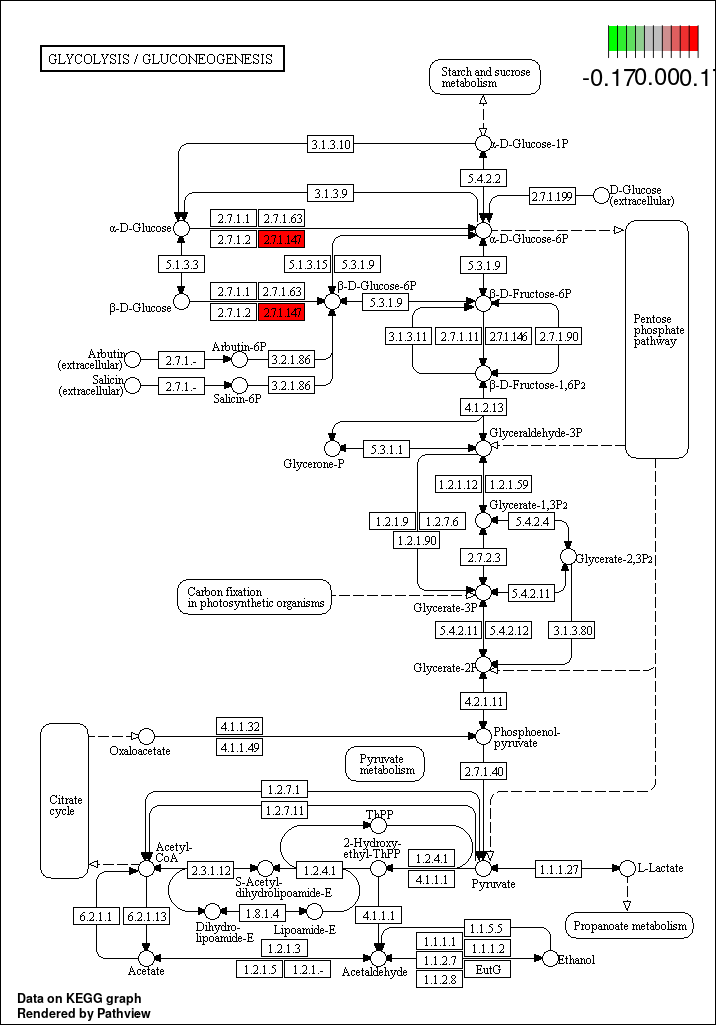 GLYCOLYSIS / GLUCONEOGENESIS
-0.170.000.17
Starch and sucrose
metabolism
3.1.3.10
α-D-Glucose-1P
5.4.2.2
3.1.3.9
2.7.1.199
D-Glucose
(extracellular)
α-D-Glucose
2.7.1.1
2.7.1.63
2.7.1.2
2.7.1.147
α-D-Glucose-6P
5.1.3.3
5.1.3.15
5.3.1.9
5.3.1.9
β-D-Glucose
2.7.1.1
2.7.1.63
2.7.1.2
2.7.1.147
β-D-Glucose-6P
5.3.1.9
β-D-Fructose-6P
Pentose
phosphate
pathway
3.1.3.11
2.7.1.11
2.7.1.146
2.7.1.90
Arbutin
(extracellular)
2.7.1.-
Arbutin-6P
3.2.1.86
Salicin
(extracellular)
2.7.1.-
Salicin-6P
3.2.1.86
β-D-Fructose-1,6P2
4.1.2.13
Glyceraldehyde-3P
5.3.1.1
Glycerone-P
1.2.1.12
1.2.1.59
Glycerate-1,3P2
1.2.1.9
1.2.7.6
1.2.1.90
5.4.2.4
2.7.2.3
Glycerate-2,3P2
Carbon fixation
in photosynthetic organisms
5.4.2.11
Glycerate-3P
5.4.2.11
5.4.2.12
3.1.3.80
Glycerate-2P
4.2.1.11
4.1.1.32
4.1.1.49
Oxaloacetate
Phosphoenol-
pyruvate
Pyruvate
metabolism
2.7.1.40
Citrate
cycle
1.2.7.1
1.2.7.11
ThPP
Acetyl-
CoA
2-Hydroxy-
ethyl-ThPP
2.3.1.12
1.2.4.1
1.2.4.1
4.1.1.1
S-Acetyl-
dihydrolipoamide-E
Pyruvate
1.1.1.27
L-Lactate
6.2.1.1
6.2.1.13
1.8.1.4
Dihydro-
lipoamide-E
Lipoamide-E
4.1.1.1
Propanoate metabolism
1.1.5.5
1.1.1.1
1.1.1.2
1.2.1.3
1.1.2.7
EutG
1.2.1.5
1.2.1.-
1.1.2.8
Acetate
Acetaldehyde
Ethanol
Data on KEGG graph
Rendered by Pathview